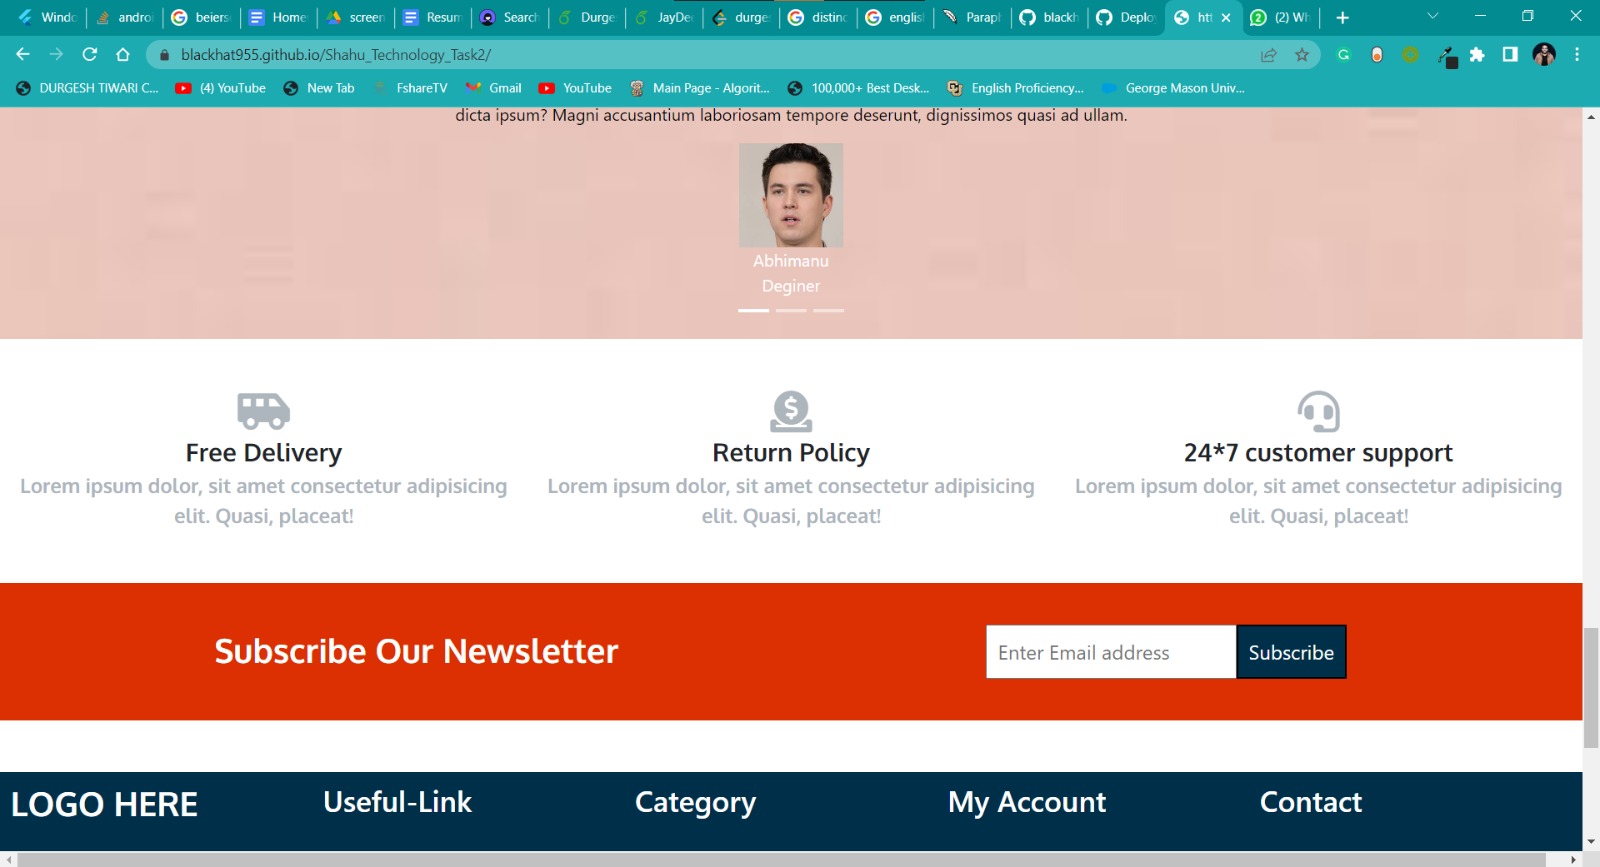 Windo
androi
beiers
Home
screen
Resum
Search
Durge
JayDee
durge
distinc
english
Paraph
blackh
Deplo
htt
(2) Wh
blackhat955.github.io/Shahu_Technology_Task2/
DURGESH TIWARI C...
(4) YouTube
New Tab
FshareTV
Gmail
YouTube
Main Page - Algorit...
100,000+ Best Desk...
English Proficiency...
George Mason Univ...
dicta ipsum? Magni accusantium laboriosam tempore deserunt, dignissimos quasi ad ullam.
Abhimanu
Deginer
Free Delivery
Lorem ipsum dolor, sit amet consectetur adipisicing
elit. Quasi, placeat!
Return Policy
Lorem ipsum dolor, sit amet consectetur adipisicing
elit. Quasi, placeat!
24*7 customer support
Lorem ipsum dolor, sit amet consectetur adipisicing
elit. Quasi, placeat!
Subscribe Our Newsletter
Enter Email address
Subscribe
LOGO HERE
Useful-Link
Category
My Account
Contact